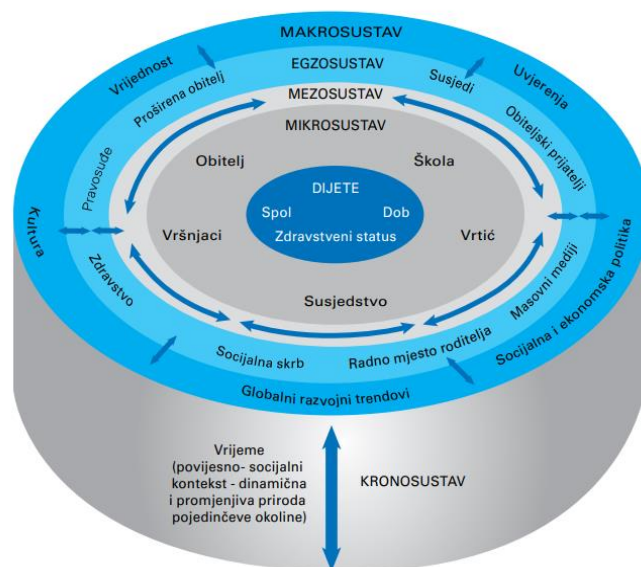 MAKROSUSTAV
EGZOSUSTAV
MEZOSUSTAV
MIKROSUSTAV
Vrijednost
Uvjerenja
Proširena obitelj
Susjedi
Obiteljski prijatelji
Pravosuđe
Obitelj
Škola
DIJETE
Spol
Dob
Zdravstveni status
Vršnjaci
Vrtić
Susjedstvo
Kultura
Zdravstvo
Masovni mediji
Socijalna i ekonomska politika
Socijalna skrb
Radno mjesto roditelja
Globalni razvojni trendovi
Vrijeme
(povijesno- socijalni
kontekst - dinamična
i promjenjiva priroda
pojedinčeve okoline)
KRONOSUSTAV